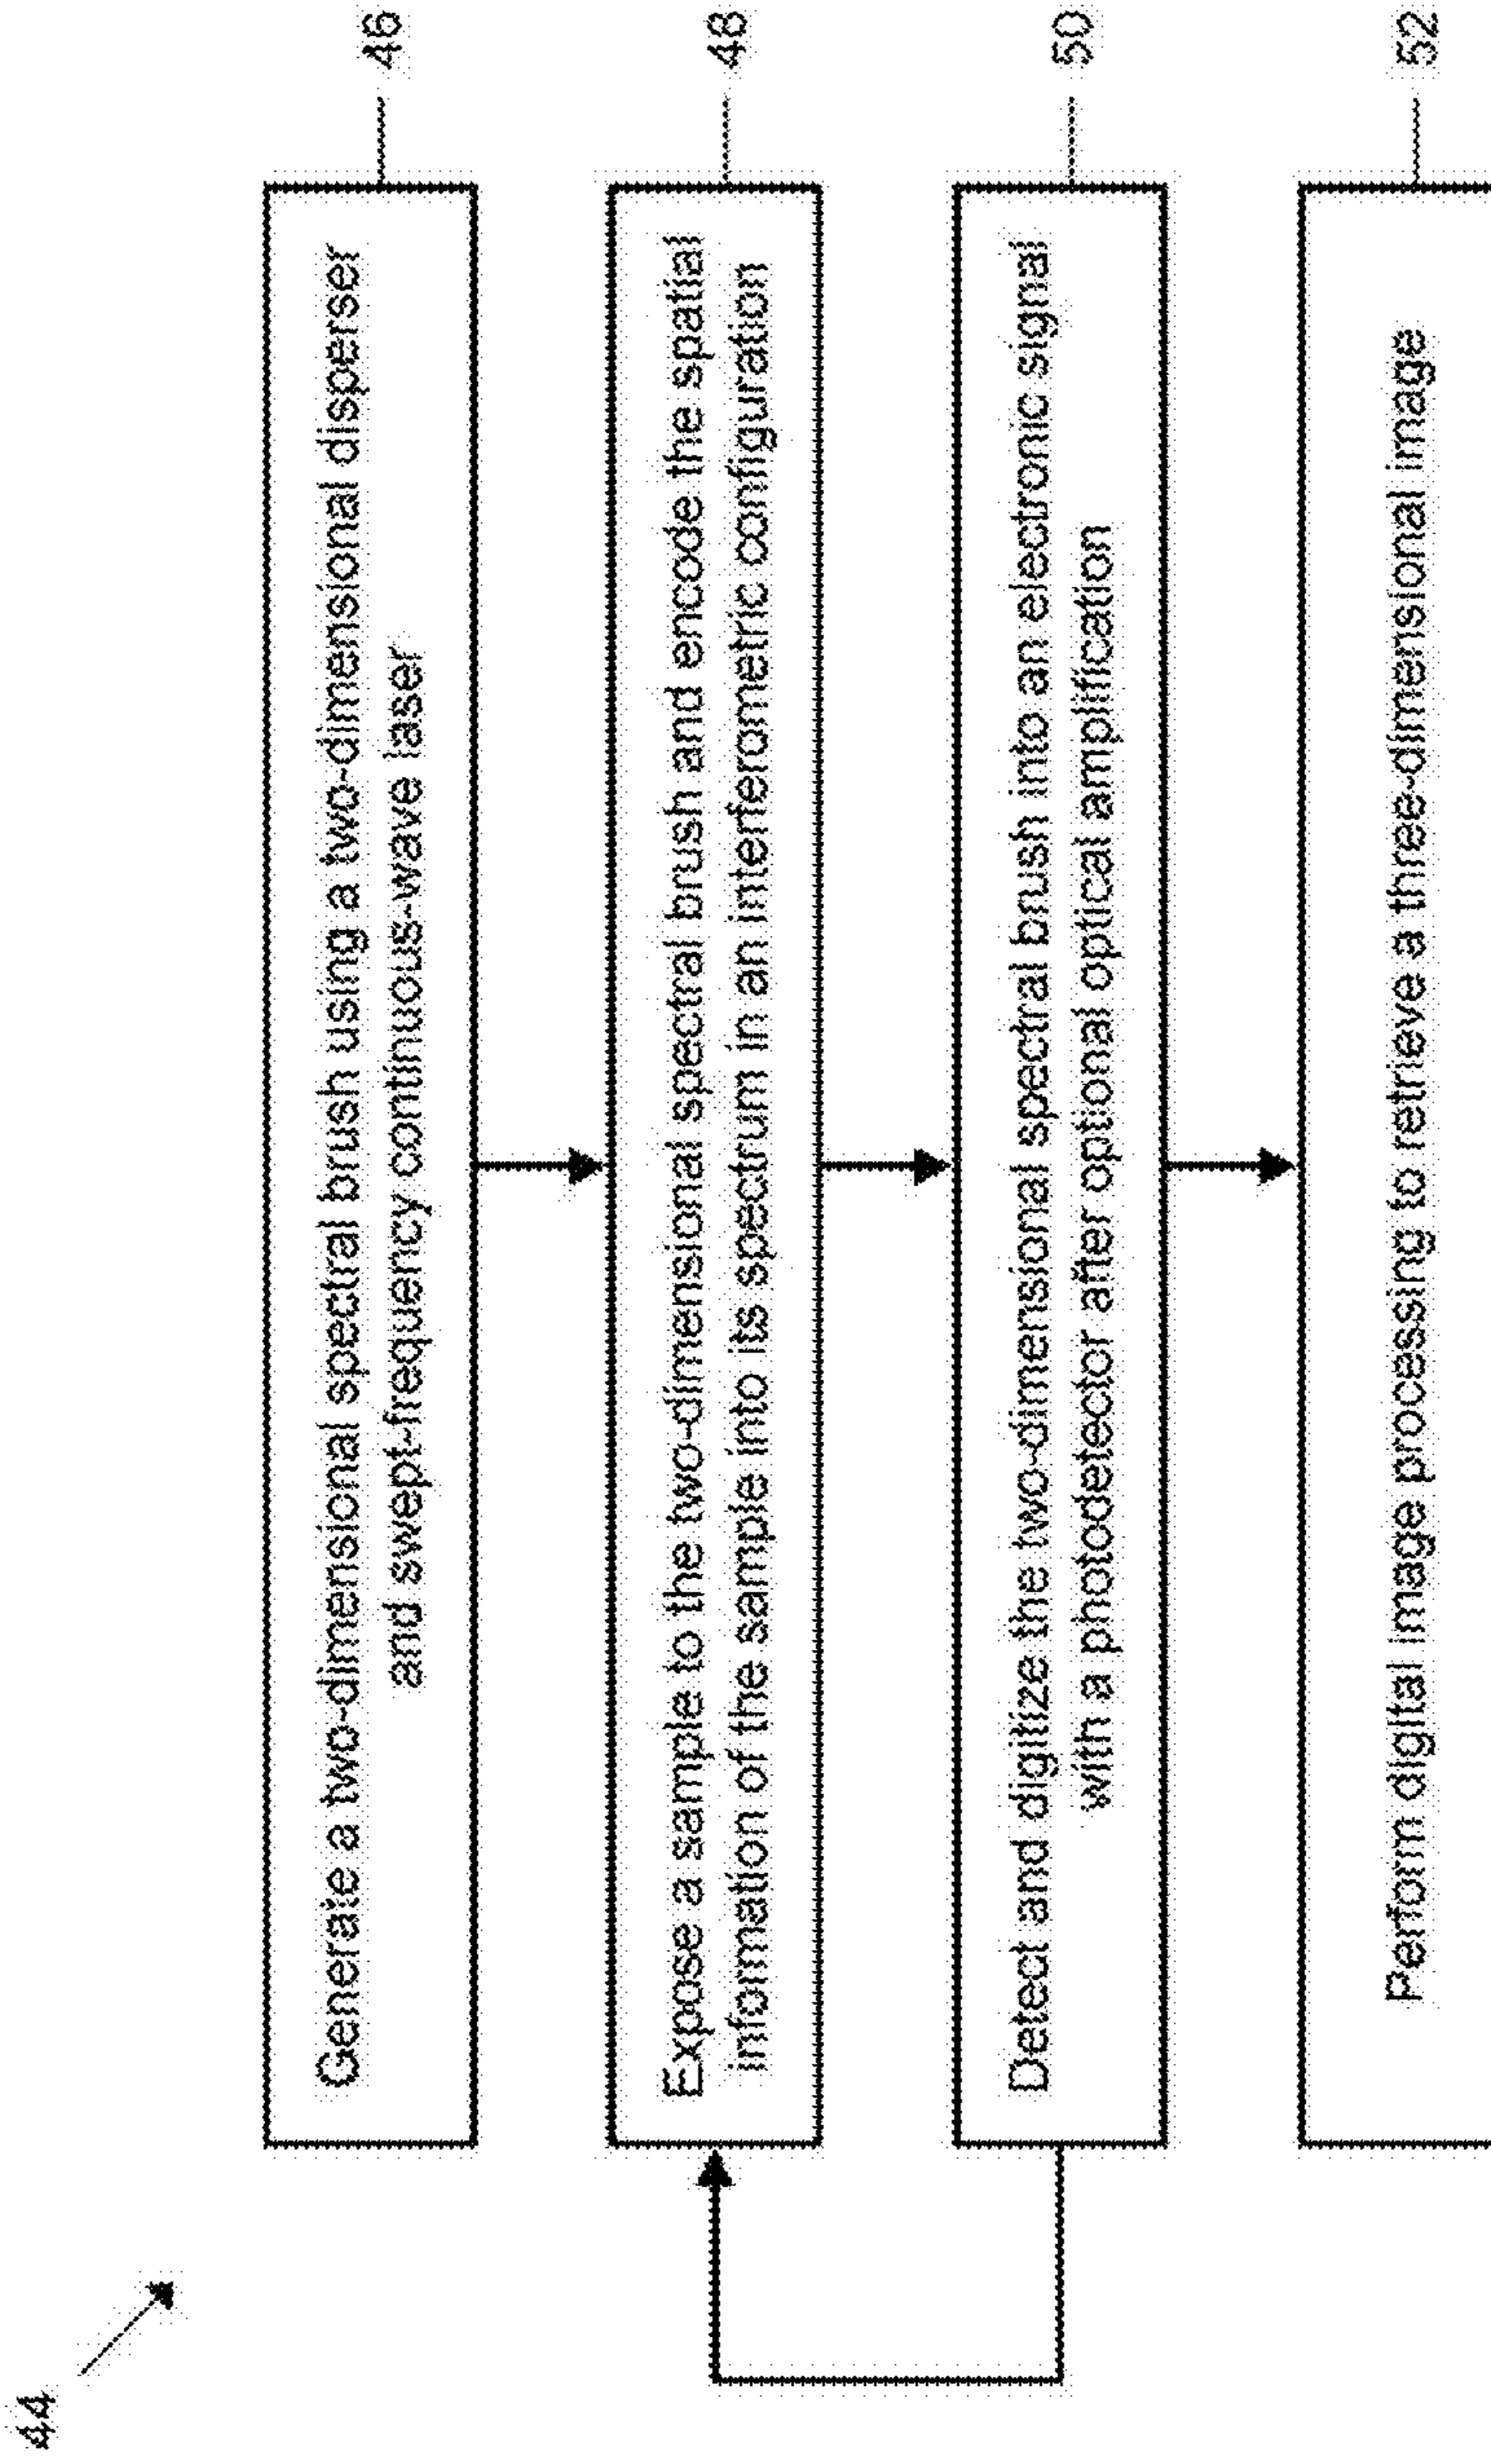 44
Generate a two-dimensional spectral brush using a two-dimensional disperser
and swept-frequency continuous-wave laser
46
Expose a sample to the two-dimensional spectral brush and encode the spatial
information of the sample into its spectrum in an interferometric configuration
48
Detect and digitize the two-dimensional spectral brush into an electronic signal
with a photodetector after optional optical amplification
50
Perform digital image processing to retrieve a three-dimensional image
52